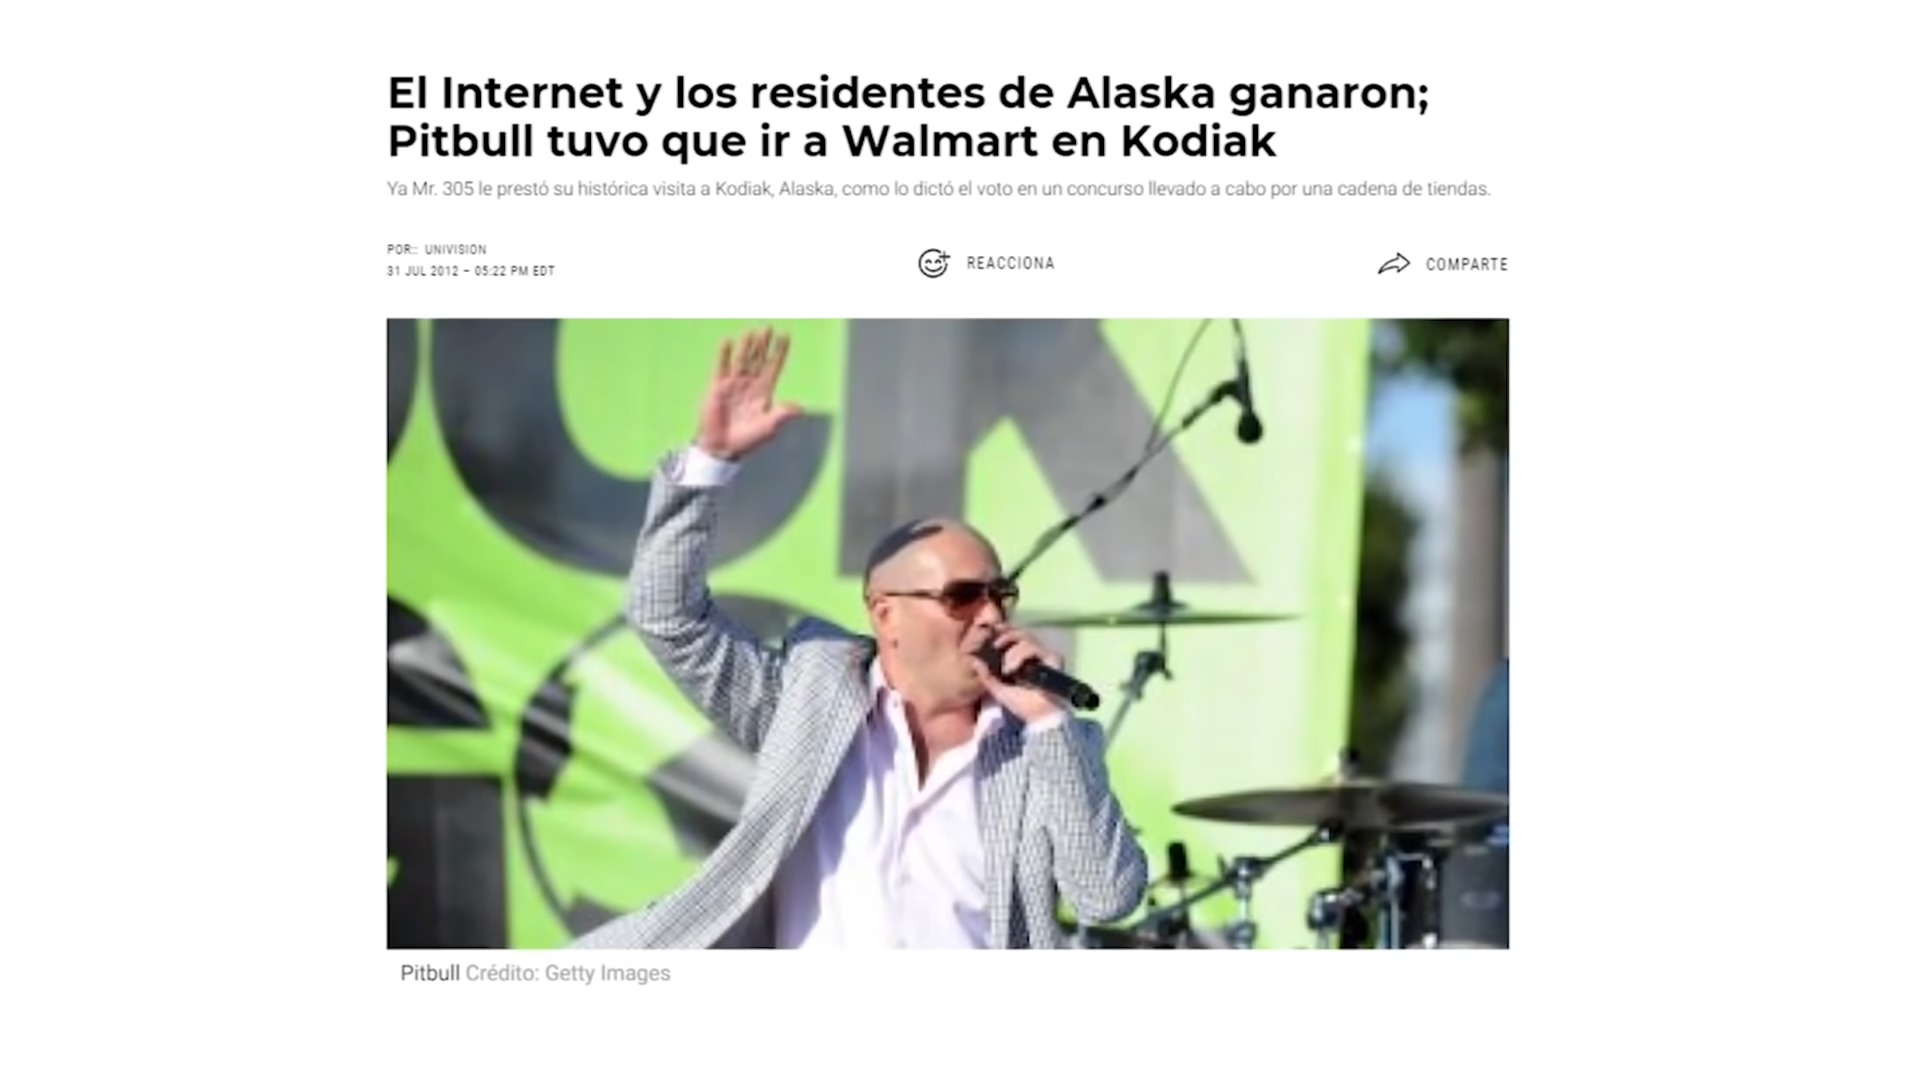 El Internet y los residentes de Alaska ganaron;
Pitbull tuvo que ir a Walmart en Kodiak
Ya Mr. 305 le prestó su histórica visita a Kodiak, Alaska, como lo dictó el voto en un concurso llevado a cabo por una cadena de tiendas.
POR:: UNIVISION
31 JUL 2012 – 05:22 PM EDT
REACCIONA
COMPARTE
CK
Pitbull Crédito: Getty Images